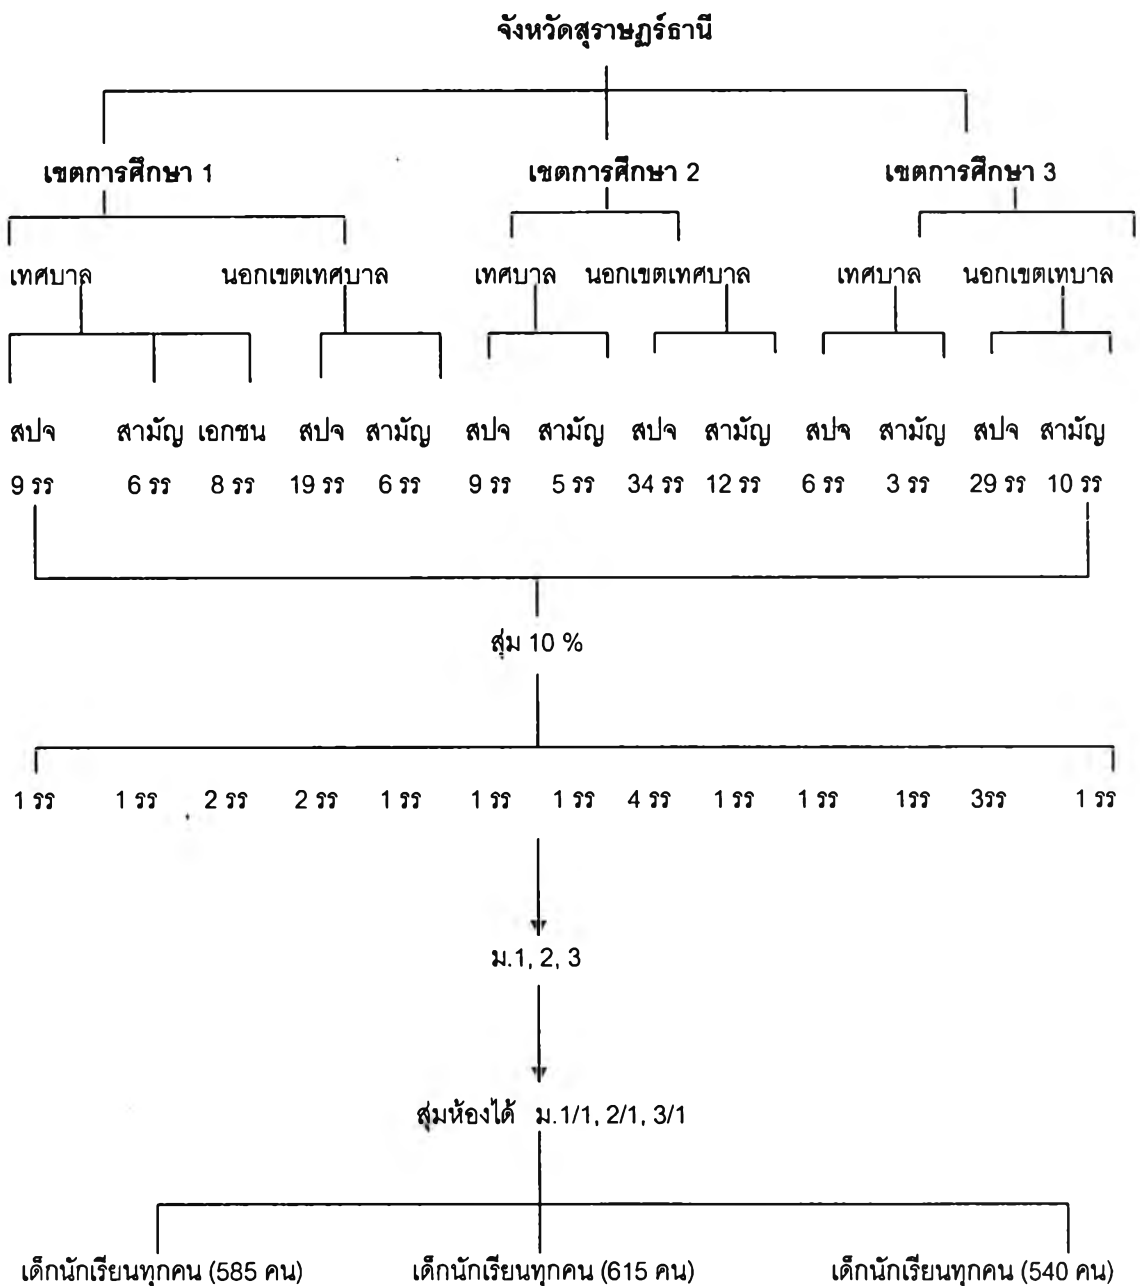 จังหวัดสุราษฏร์ธานี
เขตการศึกษา 1 เขตการศึกษา 2 เขตการศึกษา 3
เทศบาล นอกเขตเทศบาล เทศบาล นอกเขตเทศบาล เทศบาล นอกเขตเทบาล
สปจ สามัญ เอกชน สปจ สามัญ สปจ สามัญ สปจ สามัญ สปจ สามัญ สปจ สามัญ
9 รร 6 รร 8 รร 19 รร 6 รร 9 รร 5 รร 34 รร 12 รร 6 รร 3 รร 29 รร 10 รร
สุ่ม 10 %
1 รร 1 รร 2 รร 2 รร 1 รร 1 รร 1 รร 4 รร 1 รร 1 รร 1รร 3รร 1 รร
ม.1, 2, 3
สุ่มห้องได้ ม.1/1, 2/1, 3/1
เด็กนักเรียนทุกคน (585 คน) เด็กนักเรียนทุกคน (615 คน) เด็กนักเรียนทุกคน (540 คน)